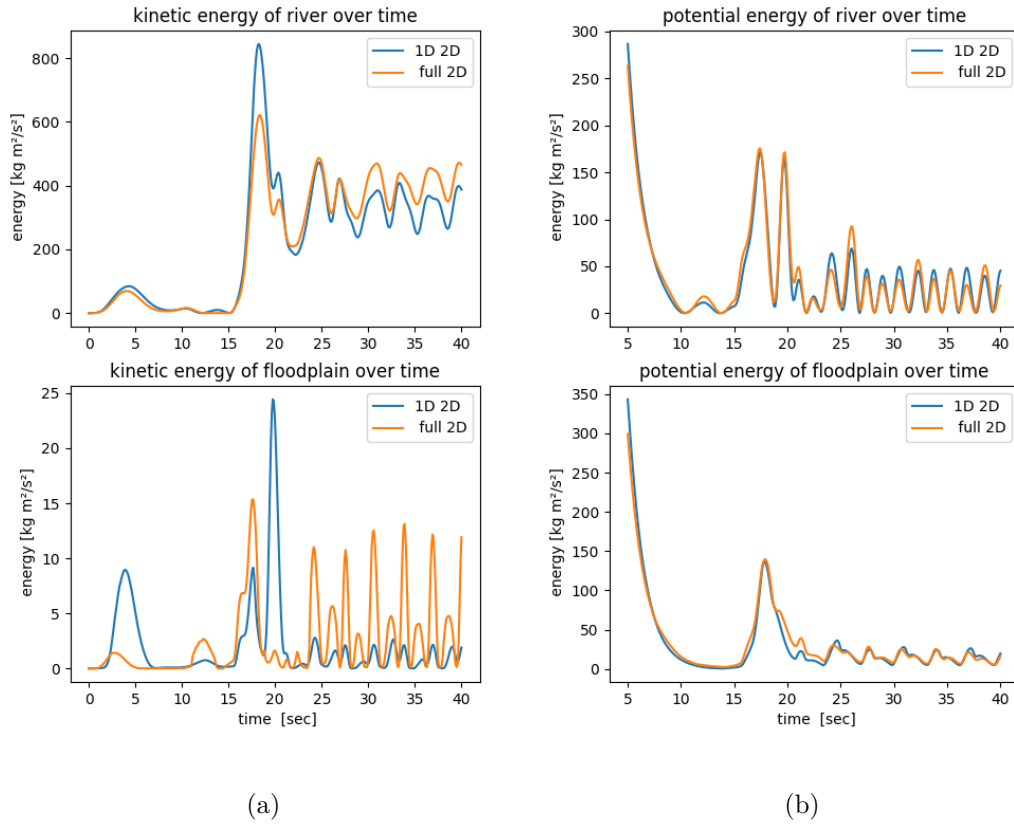 kinetic energy of river over time
energy [kg m²/s²]
800
600
400
200
0
0 5 10 15 20 25 30 35 40
1D 2D
full 2D
potential energy of river over time
energy [kg m²/s²]
300
250
200
150
100
50
0
5 10 15 20 25 30 35 40
1D 2D
full 2D
kinetic energy of floodplain over time
energy [kg m²/s²]
25
20
15
10
5
0
0 5 10 15 20 25 30 35 40
time [sec]
1D 2D
full 2D
potential energy of floodplain over time
energy [kg m²/s²]
350
300
250
200
150
100
50
0
5 10 15 20 25 30 35 40
time [sec]
1D 2D
full 2D
(a)
(b)